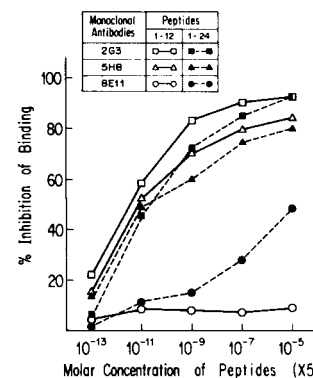 Monoclonal Antibodies Peptides
1-12 1-24
2G3
5H8
8E11
100
80
60
40
20
% Inhibition of Binding
10-13 10-11 10-9 10-7 10-5
Molar Concentration of Peptides (X5